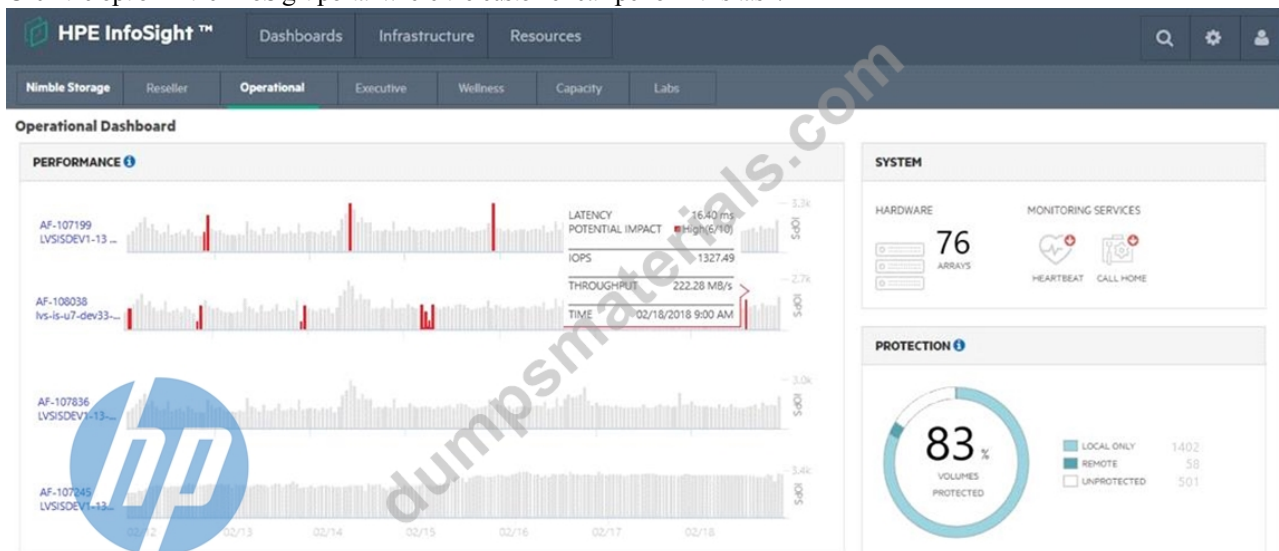 HPE InfoSight ™
Dashboards
Infrastructure
Resources
Nimble Storage
Reseller
Operational
Executive
Wellness
Capacity
Labs
Operational Dashboard
PERFORMANCE
AF-107199
LVSISDEV1-13 ...
3.3k
IOPS
LATENCY 16.40 ms
POTENTIAL IMPACT High(6/10)
IOPS 1327.49
THROUGHPUT 222.28 MB/s
TIME 02/18/2018 9:00 AM
AF-108038
lvs-is-u7-dev33-...
2.7k
IOPS
AF-107836
LVSISDEV1-13-...
3.0k
IOPS
AF-107245
LVSISDEV1-13...
3.4k
IOPS
02/12 02/13 02/14 02/15 02/16 02/17 02/18
SYSTEM
HARDWARE
76
ARRAYS
MONITORING SERVICES
HEARTBEAT
CALL HOME
PROTECTION
83 %
VOLUMES
PROTECTED
LOCAL ONLY 1402
REMOTE 58
UNPROTECTED 501
hp
dumpsmaterials.com